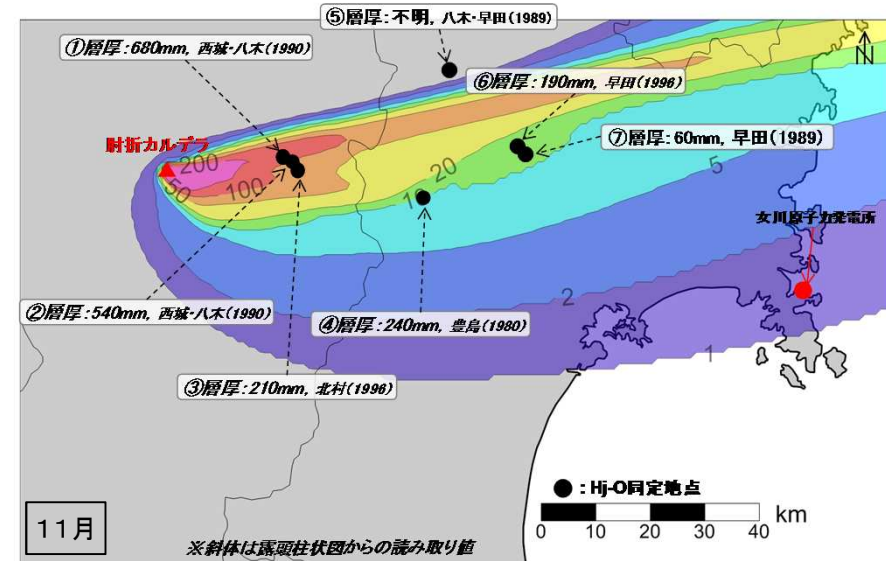 ⑤層厚:不明, 八木・早田(1989)
①層厚:680mm, 西城・八木(1990)
N
⑥層厚:190mm, 早田(1996)
肘折カルデラ
⑦層厚:60mm, 早田(1989)
200
50
100
20
10
5
女川原子力発電所
②層厚:540mm, 西城・八木(1990)
④層厚:240mm, 豊島(1980)
2
1
③層厚:210mm, 北村(1996)
●:Hj-O同定地点
11月
km
0 10 20 30 40
※斜体は露頭柱状図からの読み取り値